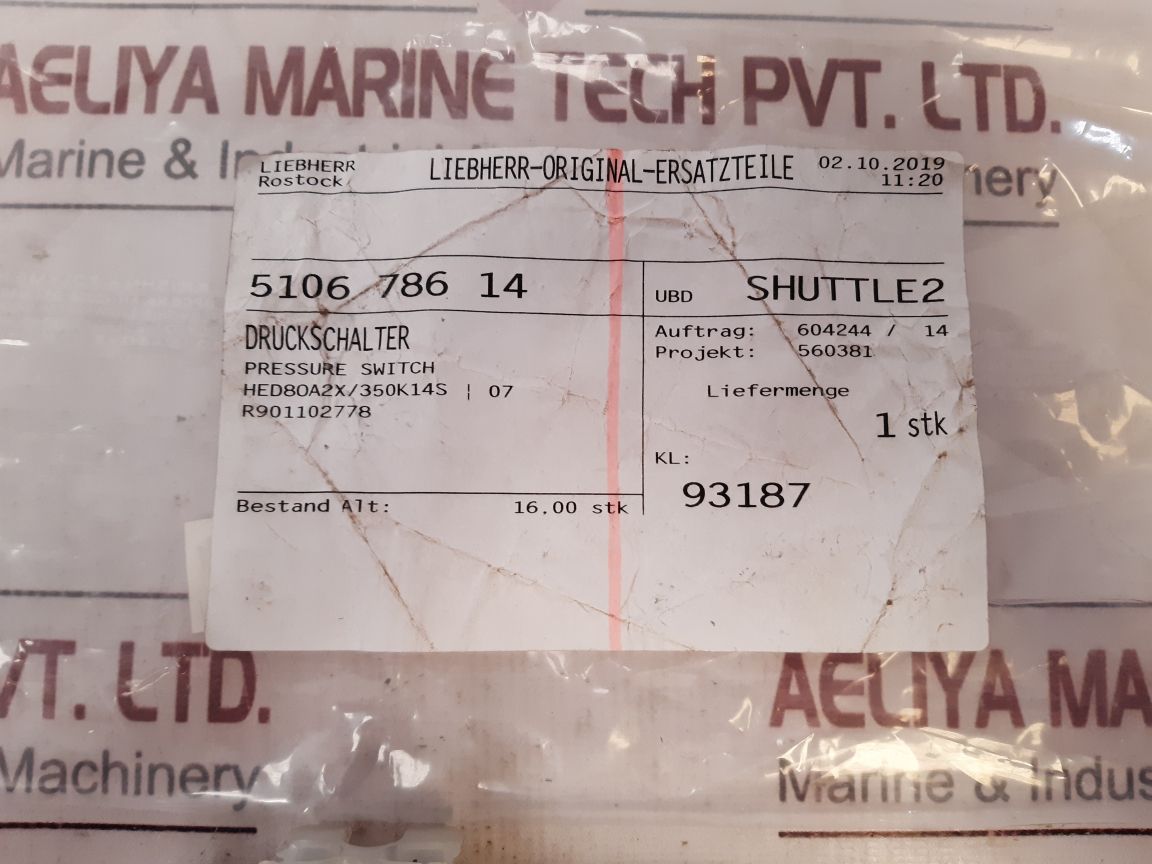 AELIYA MARINE TECH PVT. LTD.
Marine & Industrial
nery
LIEBHERR
Rostock
LIEBHERR-ORIGINAL-ERSATZTEILE
02.10.2019
11:20
5106 786 14
UBD SHUTTLE2
DRUCKSCHALTER
PRESSURE SWITCH
HED80A2X/350K14S ¦ 07
R901102778
Auftrag: 604244 / 14
Projekt: 560381
Liefermenge
1 stk
KL:
93187
Bestand Alt: 16.00 stk
VT. LTD.
Machinery
AELIYA MA
Marine & Indus